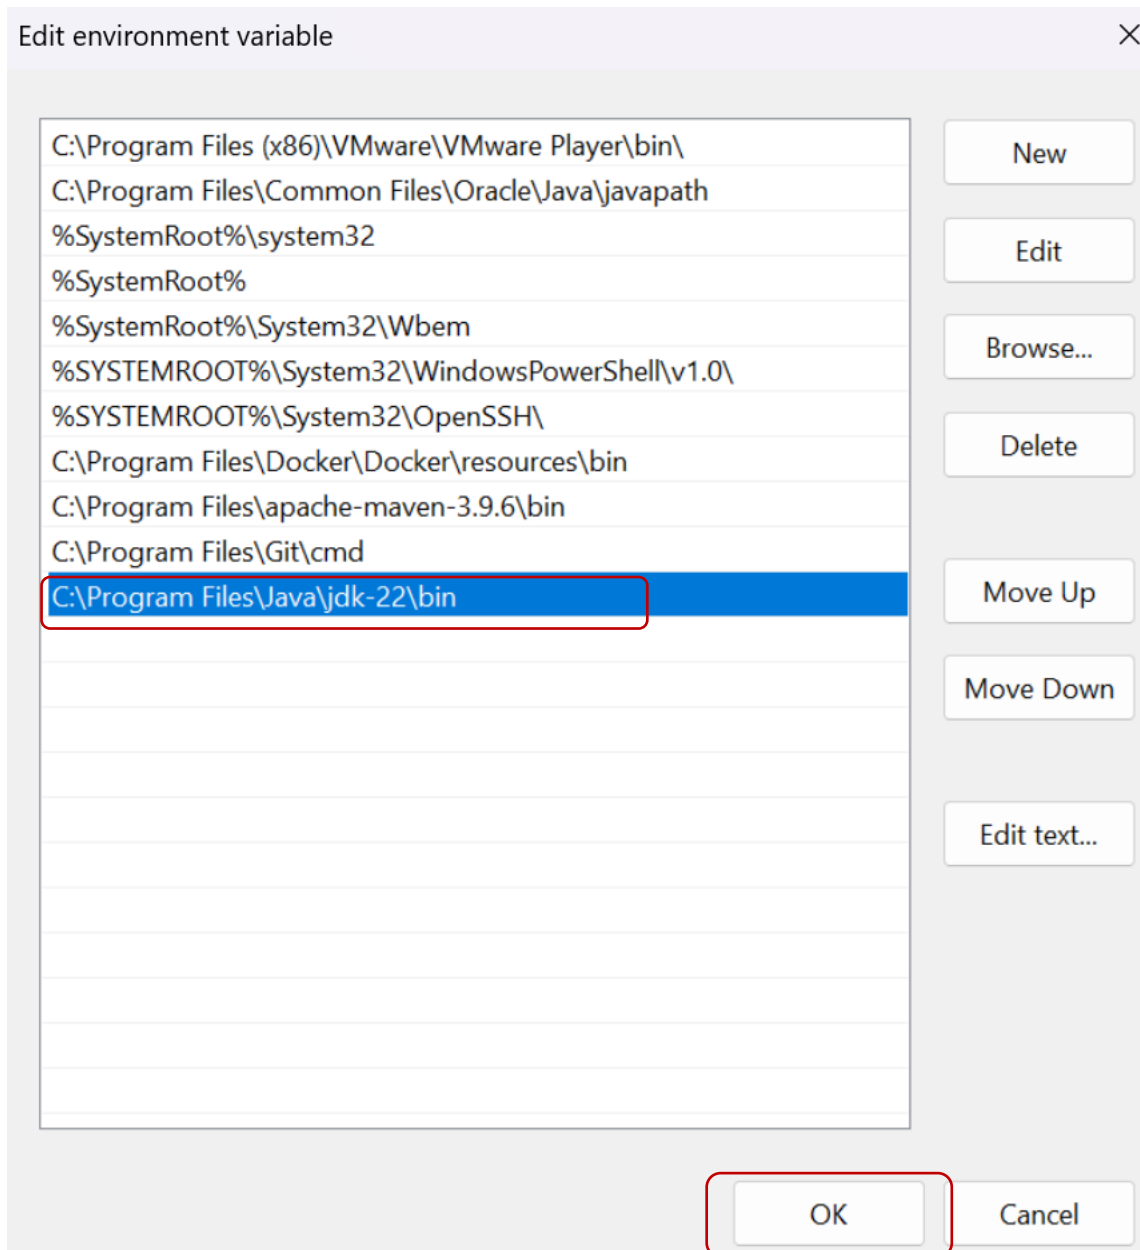 Edit environment variable
C:\Program Files (x86)\VMware\VMware Player\bin\
New
C:\Program Files\Common Files\Oracle\Java\javapath
%SystemRoot%\system32
Edit
%SystemRoot%
%SystemRoot%\System32\Wbem
Browse...
%SYSTEMROOT%\System32\WindowsPowerShell\v1.0\
%SYSTEMROOT%\System32\OpenSSH\
Delete
C:\Program Files\Docker\Docker\resources\bin
C:\Program Files\apache-maven-3.9.6\bin
C:\Program Files\Git\cmd
C:\Program Files\Java\jdk-22\bin
Move Up
Move Down
Edit text...
OK
Cancel